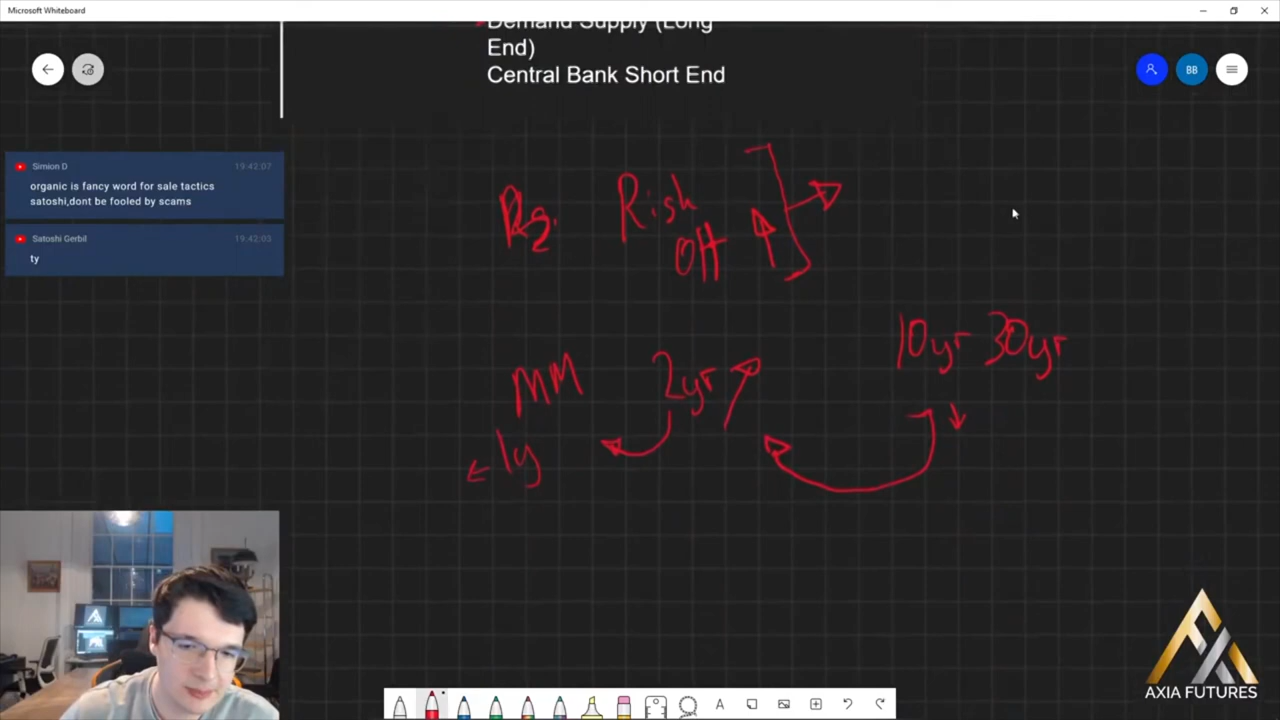 Microsoft Whiteboard
Demand Supply (Long
End)
Central Bank Short End
BB
Simion D 19:42:07
organic is fancy word for sale tactics
satoshi,dont be fooled by scams
Satoshi Gerbil 19:42:03
ty
Risk
Off
10yr 30yr
MM 2yr
1y
A
AXIA FUTURES